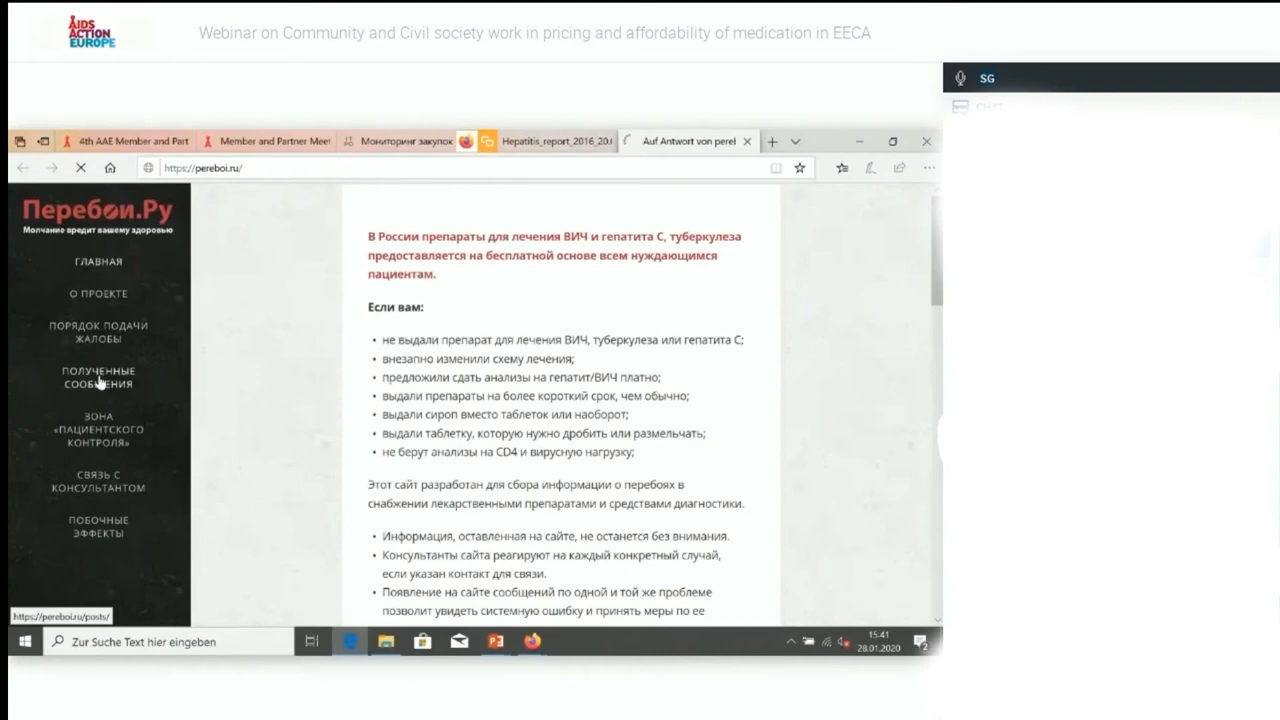 AIDS
ACTION
EUROPE
Webinar on Community and Civil society work in pricing and affordability of medication in EECA
SG
CHAT
4th AAE Member and Part
Member and Partner Meet
Мониторинг закупок
Hepatitis_report_2016_20.
Auf Antwort von perel
https://pereboi.ru/
Перебои.Ру
Молчание вредит вашему здоровью
ГЛАВНАЯ
О ПРОЕКТЕ
ПОРЯДОК ПОДАЧИ
ЖАЛОБЫ
ПОЛУЧЕННЫЕ
СООБЩЕНИЯ
ЗОНА
«ПАЦИЕНТСКОГО
КОНТРОЛЯ»
СВЯЗЬ С
КОНСУЛЬТАНТОМ
ПОБОЧНЫЕ
ЭФФЕКТЫ
В России препараты для лечения ВИЧ и гепатита С, туберкулеза
предоставляется на бесплатной основе всем нуждающимся
пациентам.
Если вам:
• не выдали препарат для лечения ВИЧ, туберкулеза или гепатита С;
• внезапно изменили схему лечения;
• предложили сдать анализы на гепатит/ВИЧ платно;
• выдали препараты на более короткий срок, чем обычно;
• выдали сироп вместо таблеток или наоборот;
• выдали таблетку, которую нужно дробить или размельчать;
• не берут анализы на CD4 и вирусную нагрузку;
Этот сайт разработан для сбора информации о перебоях в
снабжении лекарственными препаратами и средствами диагностики.
• Информация, оставленная на сайте, не останется без внимания.
• Консультанты сайта реагируют на каждый конкретный случай,
если указан контакт для связи.
• Появление на сайте сообщений по одной и той же проблеме
позволит увидеть системную ошибку и принять меры по ее
https://pereboi.ru/posts/
Zur Suche Text hier eingeben
15:41
28.01.2020
2